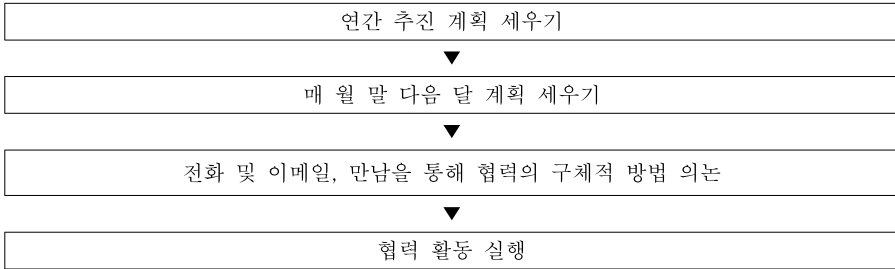 연간 추진 계획 세우기
▼
매 월 말 다음 달 계획 세우기
▼
전화 및 이메일, 만남을 통해 협력의 구체적 방법 의논
▼
협력 활동 실행